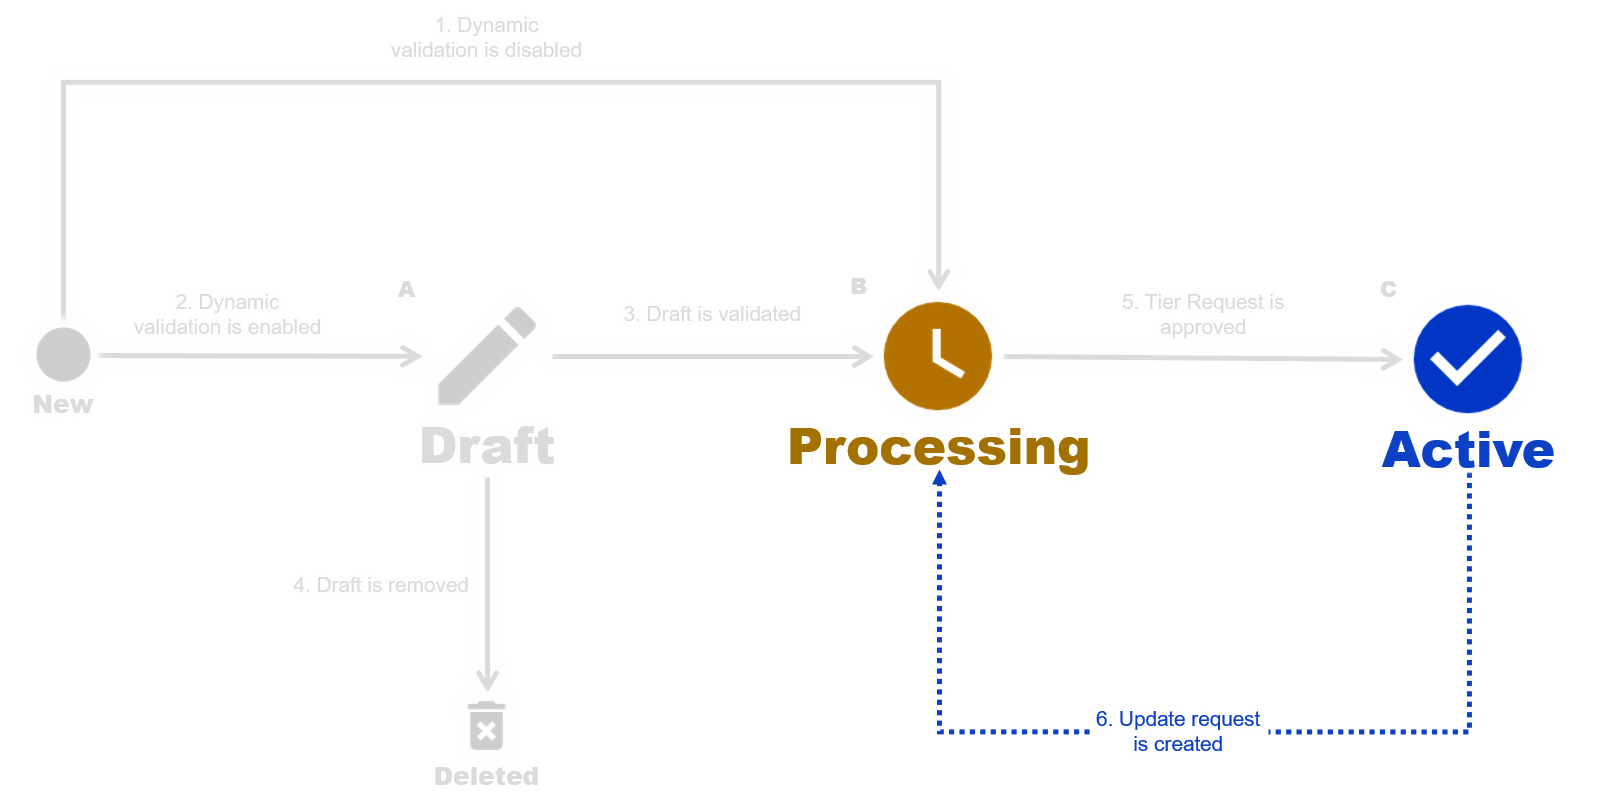 1. Dynamic
validation is disabled
A
B
2. Dynamic
validation is enabled
3. Draft is validated
5. Tier Request is
approved
C
New
Draft
Processing
Active
4. Draft is removed
6. Update request
is created
Deleted